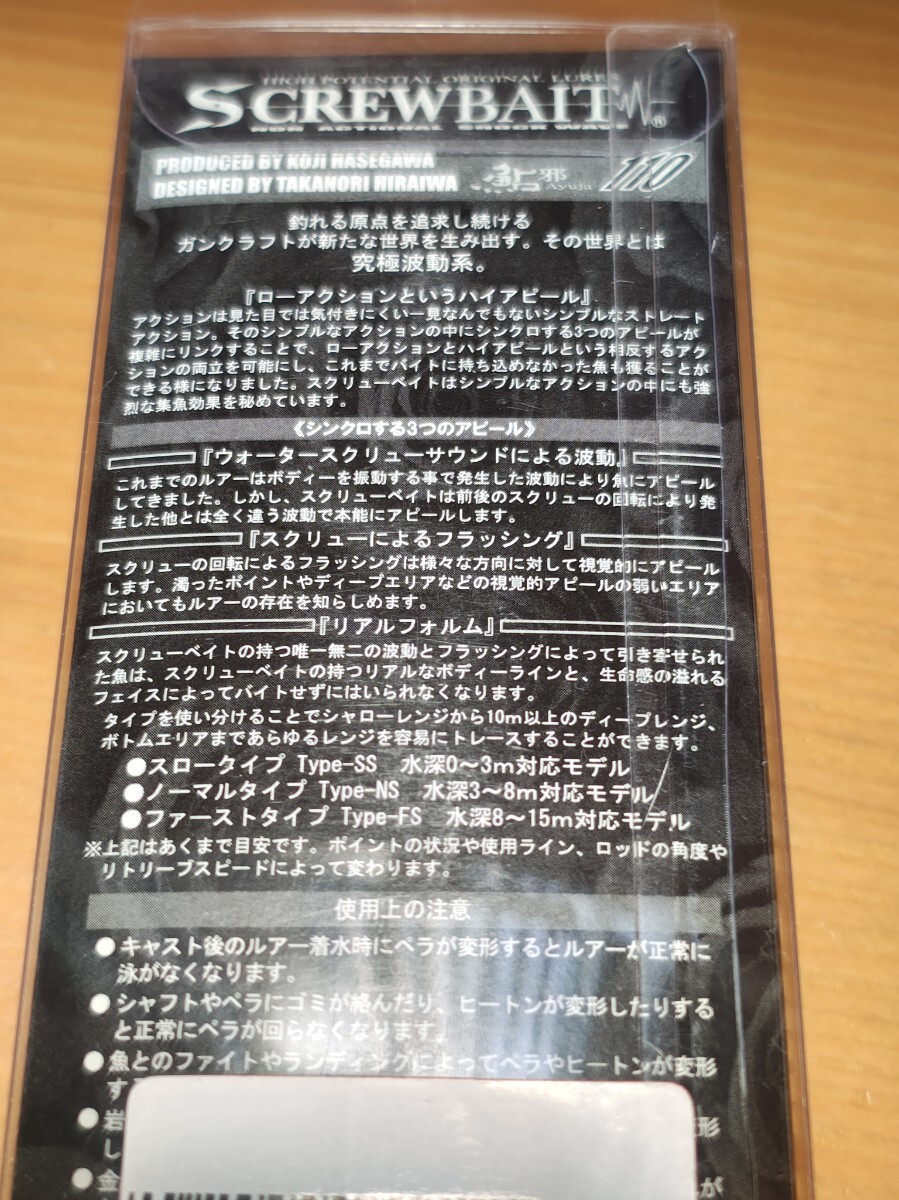 HIGH POTENTIAL ORIGINAL LURES
SCREWBAIT®
NON ACTIONAL SHOCK WAVE
PRODUCED BY KOJI HASEGAWA
DESIGNED BY TAKANORI HIRAIWA
鮎邪 Ayuja 110
釣れる原点を追求し続ける
ガンクラフトが新たな世界を生み出す。その世界とは
究極波動系。
『ローアクションというハイアピール』
アクションは見た目では気付きにくい一見なんでもないシンプルなストレート
アクション。そのシンプルなアクションの中にシンクロする3つのアピールが
複雑にリンクすることで、ローアクションとハイアピールという相反するアク
ションの両立を可能にし、これまでバイトに持ち込めなかった魚も獲ることが
できる様になりました。スクリューベイトはシンプルなアクションの中にも強
烈な集魚効果を秘めています。
《シンクロする3つのアピール》
『ウォータースクリューサウンドによる波動』
これまでのルアーはボディーを振動する事で発生した波動により魚にアピール
してきました。しかし、スクリューベイトは前後のスクリューの回転により発
生した他とは全く違う波動で本能にアピールします。
『スクリューによるフラッシング』
スクリューの回転によるフラッシングは様々な方向に対して視覚的にアピール
します。濁ったポイントやディープエリアなどの視覚的アピールの弱いエリア
においてもルアーの存在を知らしめます。
『リアルフォルム』
スクリューベイトの持つ唯一無二の波動とフラッシングによって引き寄せられ
た魚は、スクリューベイトの持つリアルなボディーラインと、生命感の溢れる
フェイスによってバイトせずにはいられなくなります。
タイプを使い分けることでシャローレンジから10m以上のディープレンジ、
ボトムエリアまであらゆるレンジを容易にトレースすることができます。
●スロータイプ Type-SS 水深0～3m対応モデル
●ノーマルタイプ Type-NS 水深3～8m対応モデル
●ファーストタイプ Type-FS 水深8～15m対応モデル
※上記はあくまで目安です。ポイントの状況や使用ライン、ロッドの角度や
リトリーブスピードによって変わります。
使用上の注意
●キャスト後のルアー着水時にペラが変形するとルアーが正常に
泳がなくなります。
●シャフトやペラにゴミが絡んだり、ヒートンが変形したりする
と正常にペラが回らなくなります。
●魚とのファイトやランディングによってペラやヒートンが変形
す
●岩 形
し
●金 が